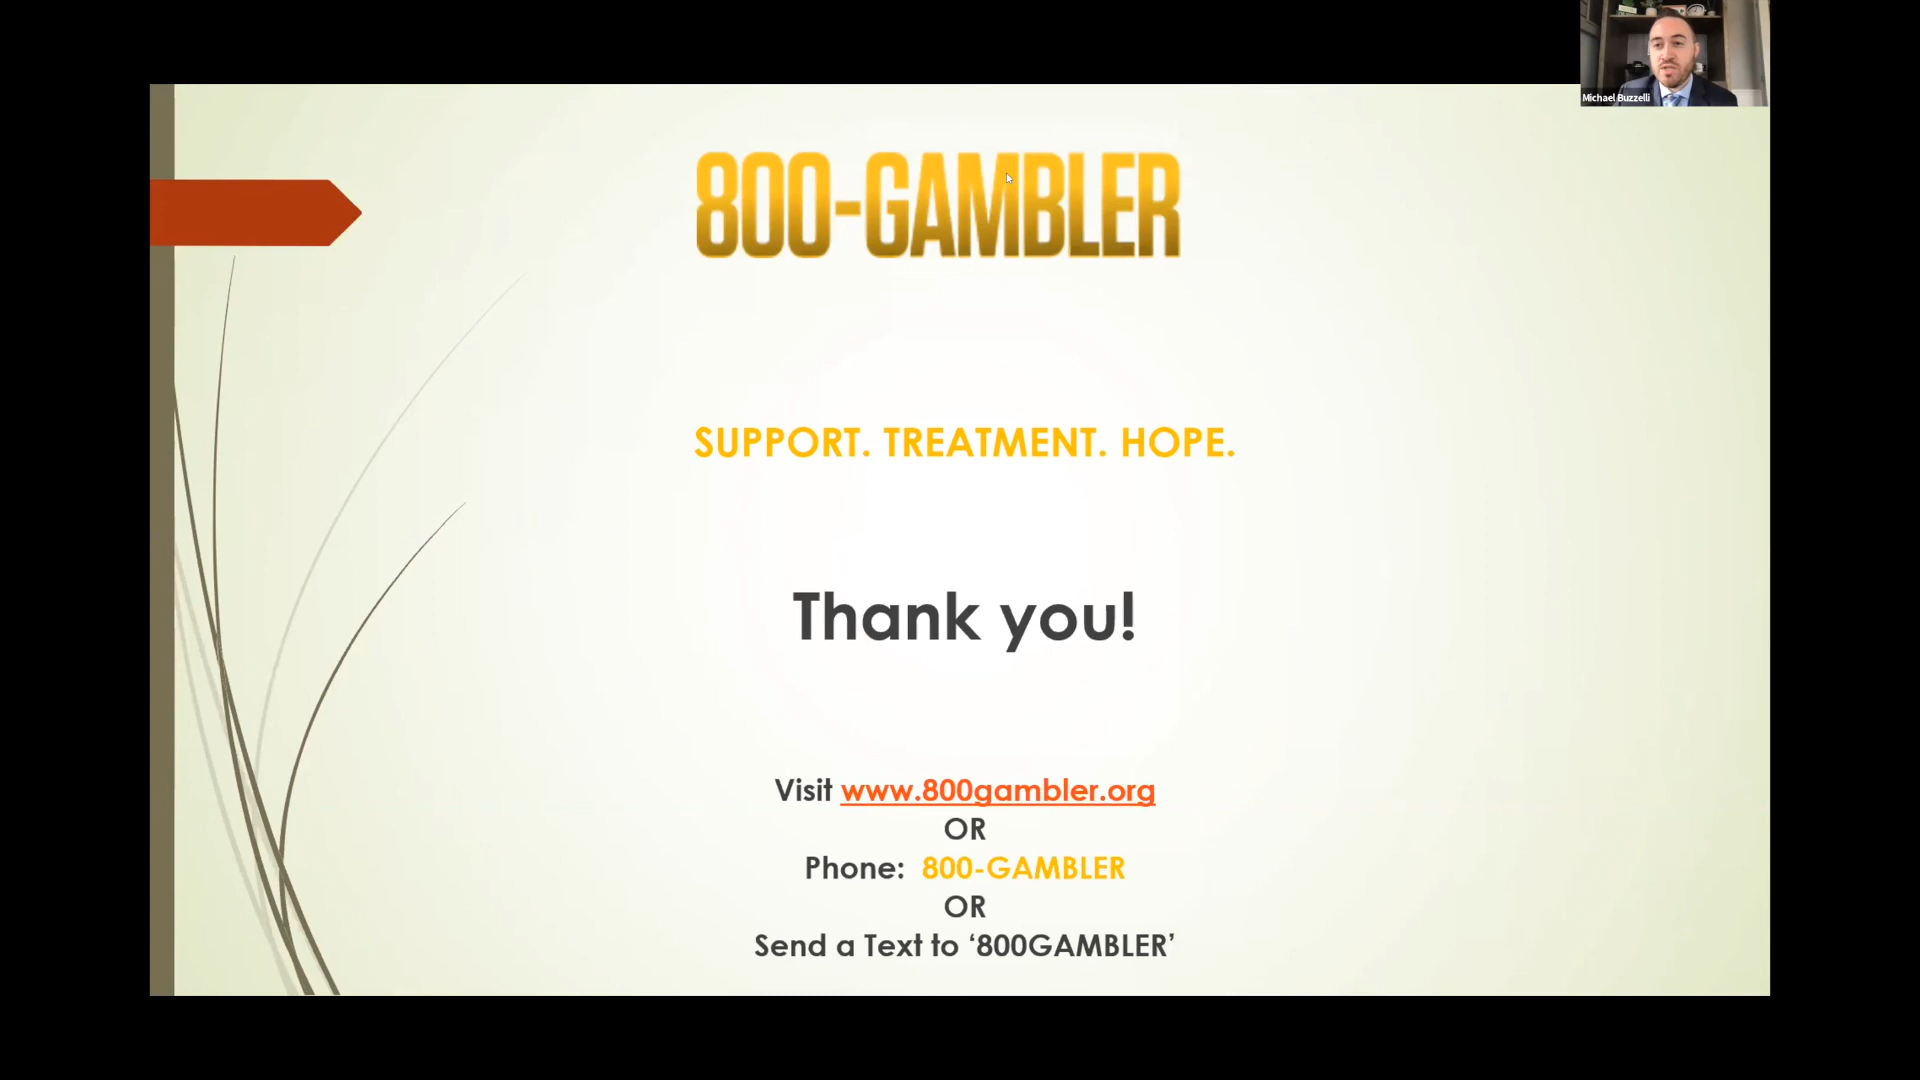 Michael Buzzelli
800-GAMBLER
SUPPORT. TREATMENT. HOPE.
Thank you!
Visit www.800gambler.org
OR
Phone: 800-GAMBLER
OR
Send a Text to ‘800GAMBLER’